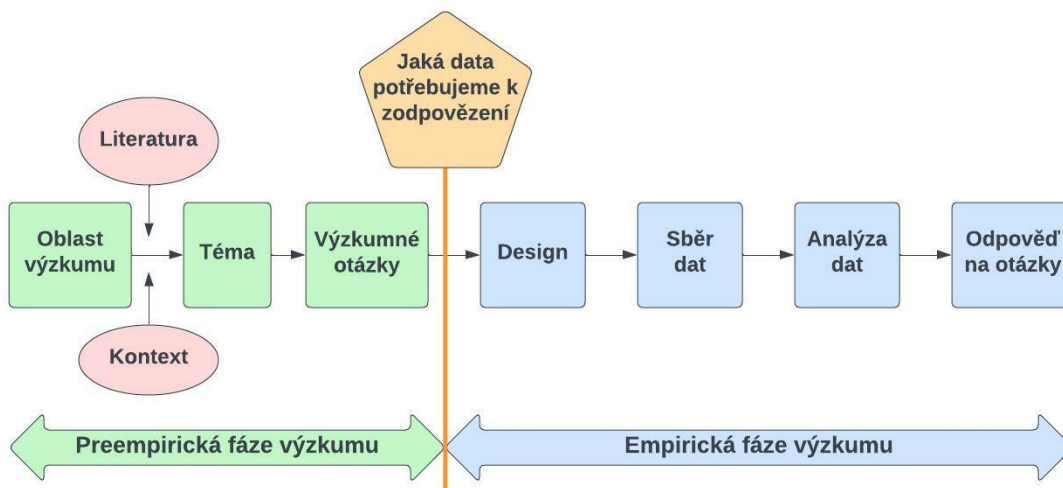 Jaká data
potřebujeme k
zodpovězení
Literatura
Oblast
výzkumu
Téma
Výzkumné
otázky
Design
Sběr
dat
Analýza
dat
Odpověď
na otázky
Kontext
Preempirická fáze výzkumu
Empirická fáze výzkumu